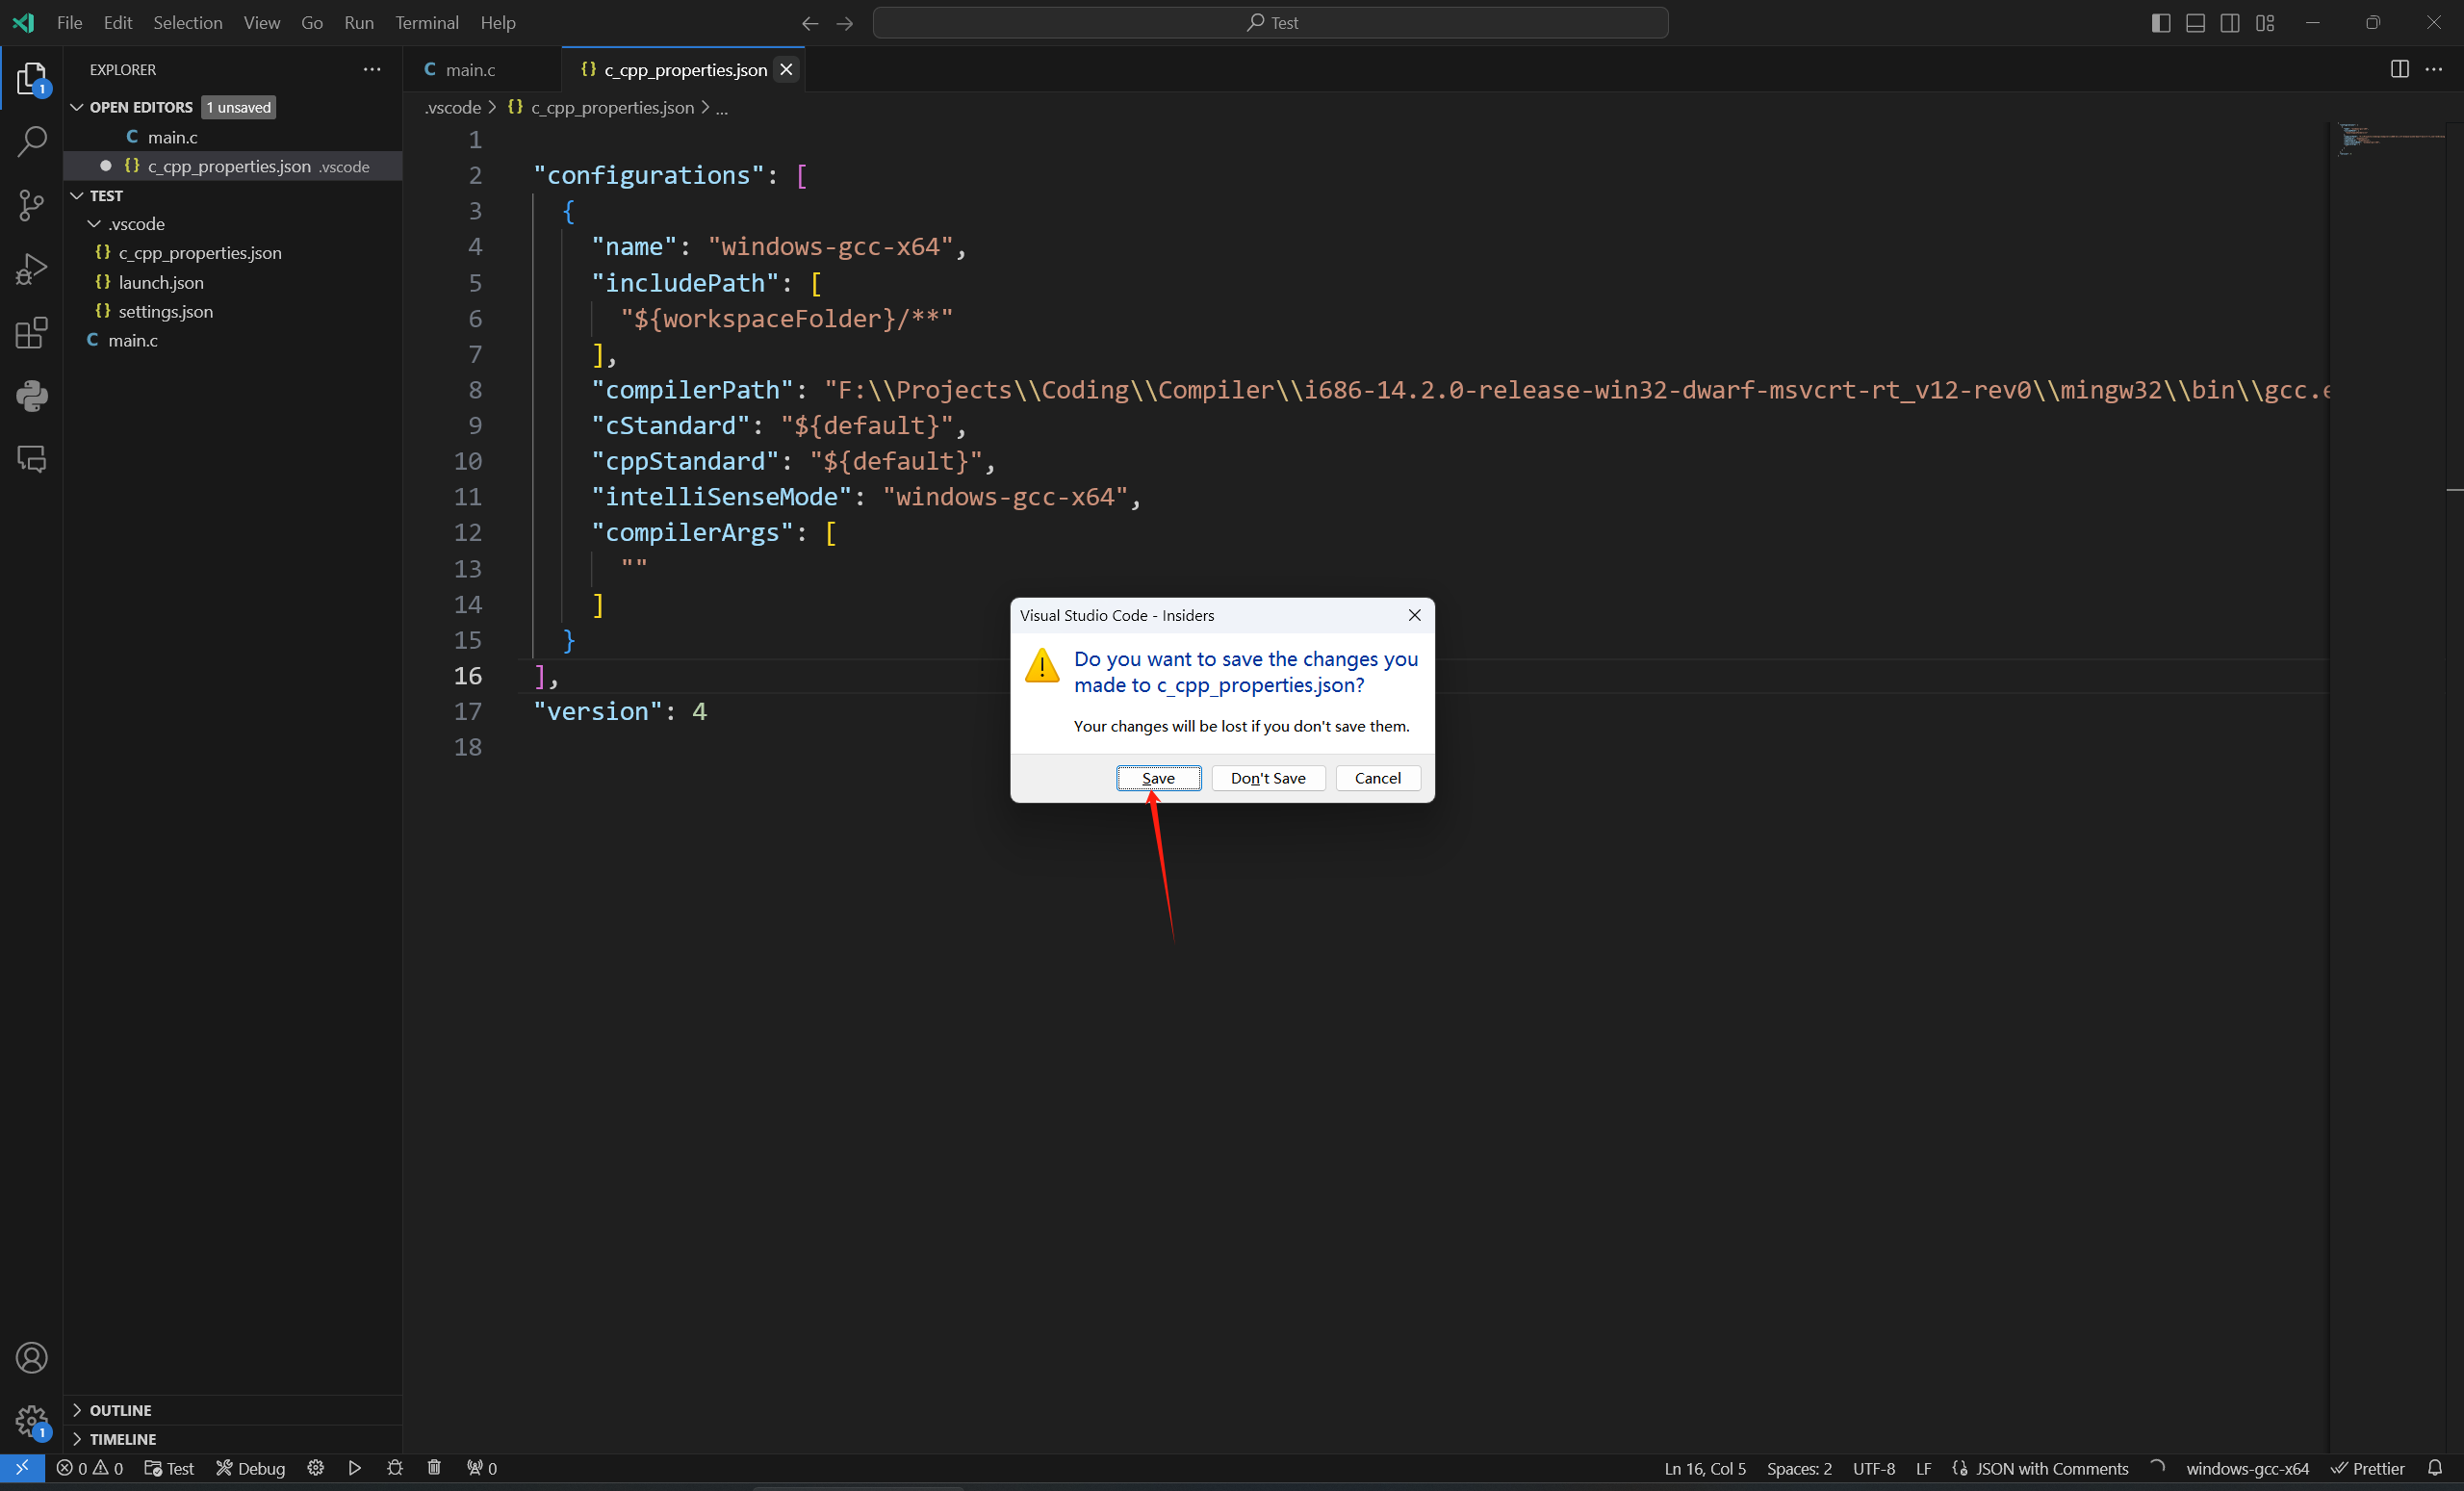 File Edit Selection View Go Run Terminal Help
Test
EXPLORER
OPEN EDITORS 1 unsaved
main.c
c_cpp_properties.json .vscode
TEST
.vscode
c_cpp_properties.json
launch.json
settings.json
main.c
OUTLINE
TIMELINE
C main.c
{} c_cpp_properties.json
.vscode > {} c_cpp_properties.json > ...
1
2 "configurations": [
3 {
4 "name": "windows-gcc-x64",
5 "includePath": [
6 "${workspaceFolder}/**"
7 ],
8 "compilerPath": "F:\\Projects\\Coding\\Compiler\\i686-14.2.0-release-win32-dwarf-msvcrt-rt_v12-rev0\\mingw32\\bin\\gcc.e
9 "cStandard": "${default}",
10 "cppStandard": "${default}",
11 "intelliSenseMode": "windows-gcc-x64",
12 "compilerArgs": [
13 ""
14 ]
15 }
16 ],
17 "version": 4
18
Visual Studio Code - Insiders
Do you want to save the changes you
made to c_cpp_properties.json?
Your changes will be lost if you don't save them.
Save Don't Save Cancel
0 0 Test Debug 0 Ln 16, Col 5 Spaces: 2 UTF-8 LF JSON with Comments windows-gcc-x64 Prettier